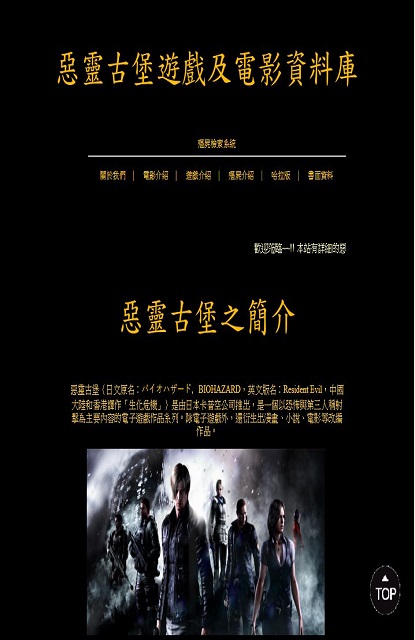 惡靈古堡遊戲及電影資料庫
殭屍檢索系統
關於我們 | 電影介紹 | 遊戲介紹 | 殭屍介紹 | 哈拉版 | 書面資料
歡迎蒞臨~!! 本站有詳細的惡
惡靈古堡之簡介
惡靈古堡（日文原名：バイオハザード, BIOHAZARD，英文版名：Resident Evil，中國
大陸和香港譯作「生化危機」）是由日本卡普空公司推出，是一個以恐怖與第三人稱射
擊為主要內容的電子遊戲作品系列。除電子遊戲外，還衍生出漫畫、小說、電影等改編
作品。
TOP